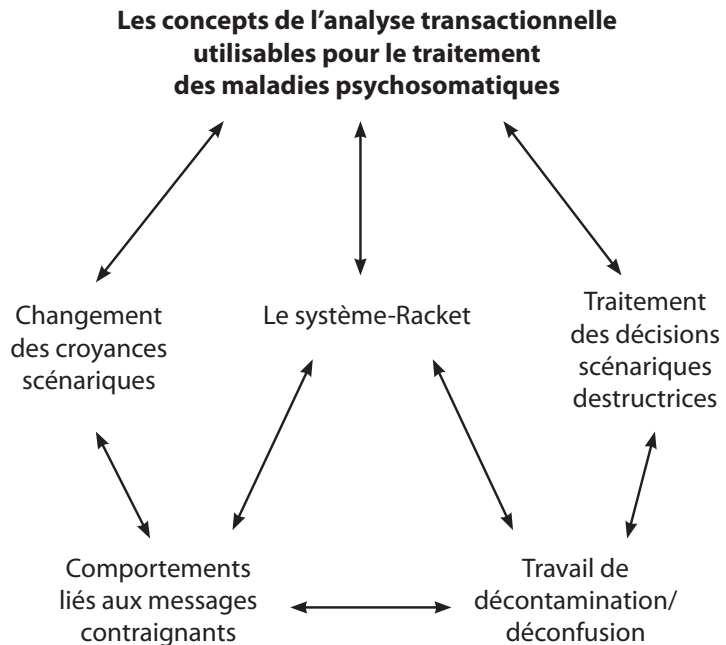 Les concepts de l’analyse transactionnelle
utilisables pour le traitement
des maladies psychosomatiques
Changement
des croyances
scénariques
Le système-Racket
Traitement
des décisions
scénariques
destructrices
Comportements
liés aux messages
contraignants
Travail de
décontamination/
déconfusion